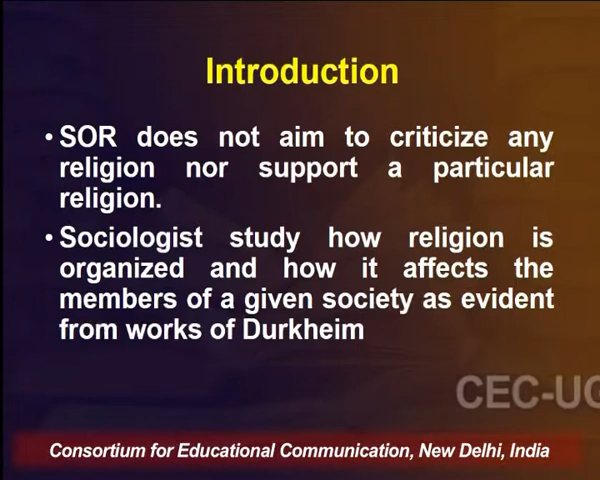 Introduction
• SOR does not aim to criticize any
religion nor support a particular
religion.
• Sociologist study how religion is
organized and how it affects the
members of a given society as evident
from works of Durkheim
CEC-UG
Consortium for Educational Communication, New Delhi, India